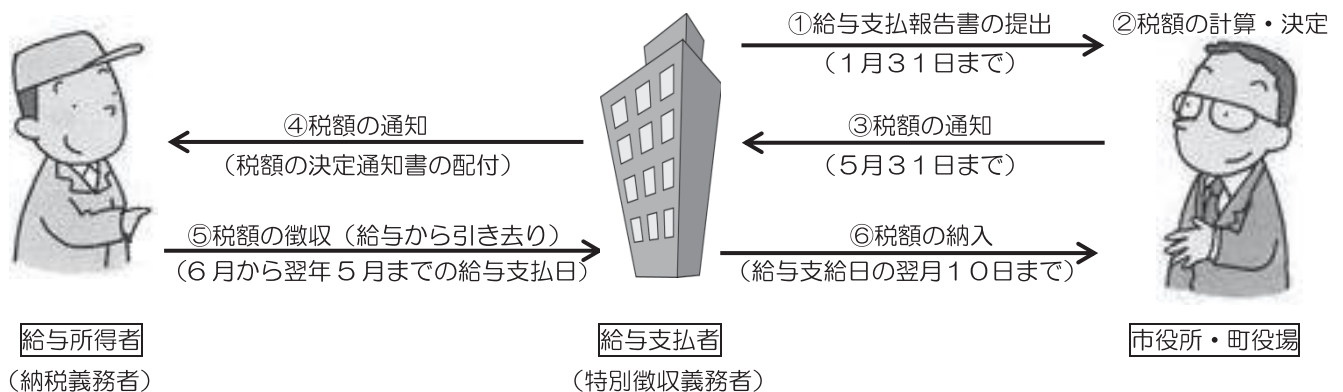 ①給与支払報告書の提出
（１月３１日まで）
②税額の計算・決定
④税額の通知
（税額の決定通知書の配付）
③税額の通知
（５月３１日まで）
⑤税額の徴収（給与から引き去り）
（６月から翌年５月までの給与支払日）
⑥税額の納入
（給与支給日の翌月１０日まで）
給与所得者
（納税義務者）
給与支払者
（特別徴収義務者）
市役所・町役場